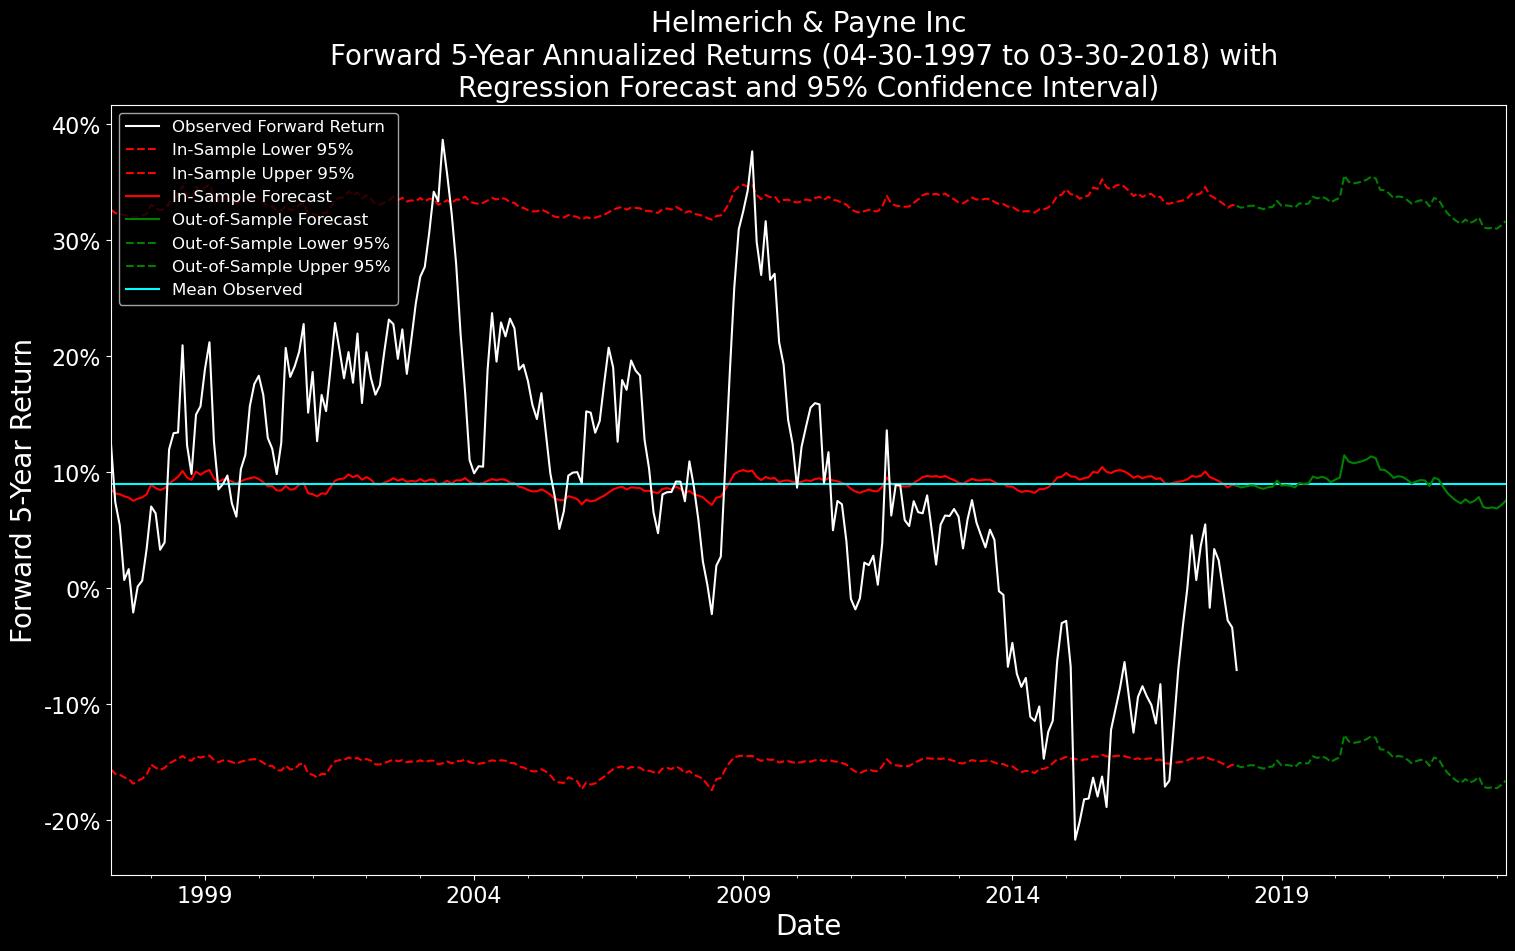 Helmerich & Payne Inc
Forward 5-Year Annualized Returns (04-30-1997 to 03-30-2018) with
Regression Forecast and 95% Confidence Interval)
Observed Forward Return
In-Sample Lower 95%
In-Sample Upper 95%
In-Sample Forecast
Out-of-Sample Forecast
Out-of-Sample Lower 95%
Out-of-Sample Upper 95%
Mean Observed
Forward 5-Year Return
40%
30%
20%
10%
0%
-10%
-20%
1999 2004 2009 2014 2019
Date